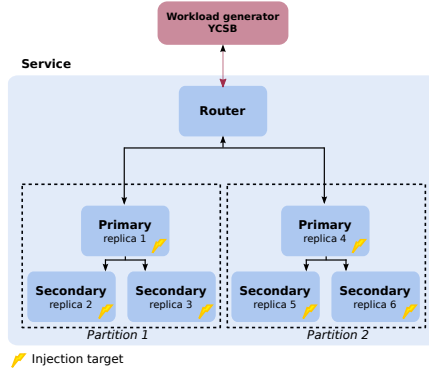 Workload generator
YCSB
Service
Router
Primary
replica 1
Primary
replica 4
Secondary
replica 2
Secondary
replica 3
Secondary
replica 5
Secondary
replica 6
Partition 1
Partition 2
Injection target